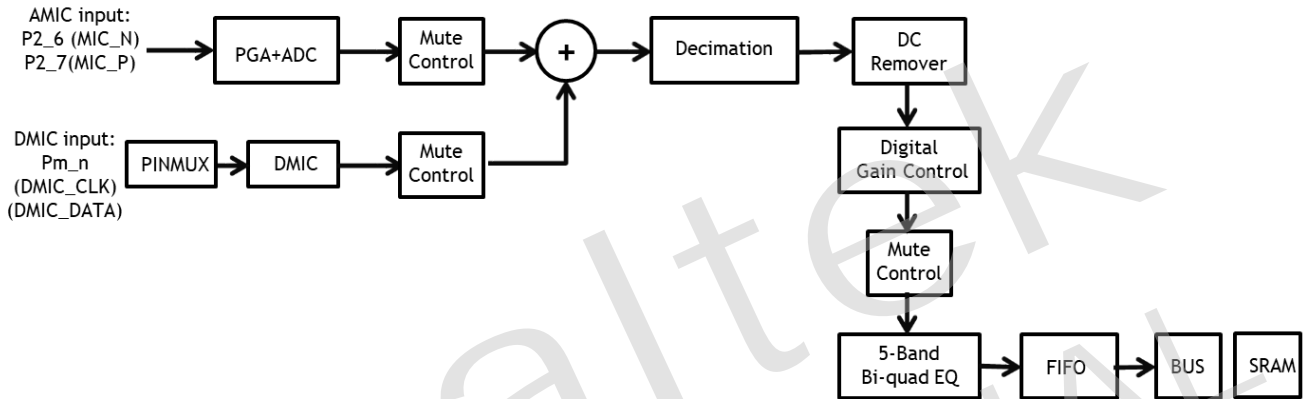 AMIC input:
P2_6 (MIC_N)
P2_7(MIC_P)
PGA+ADC
Mute
Control
+
Decimation
DC
Remover
DMIC input:
Pm_n
(DMIC_CLK)
(DMIC_DATA)
PINMUX
DMIC
Mute
Control
Digital
Gain Control
Mute
Control
5-Band
Bi-quad EQ
FIFO
BUS
SRAM
altek